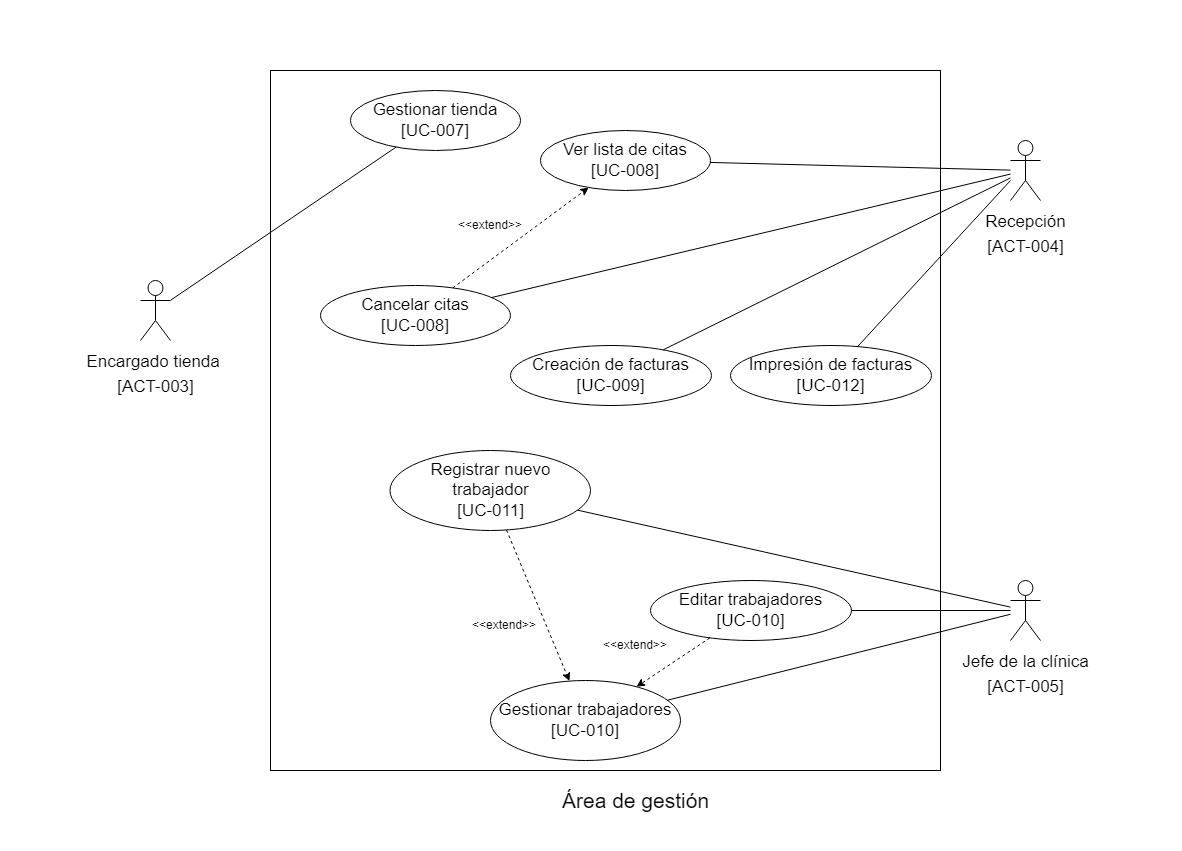 Gestionar tienda
[UC-007]
Ver lista de citas
[UC-008]
<<extend>>
Recepción
[ACT-004]
Cancelar citas
[UC-008]
Encargado tienda
[ACT-003]
Creación de facturas
[UC-009]
Impresión de facturas
[UC-012]
Registrar nuevo
trabajador
[UC-011]
Editar trabajadores
[UC-010]
<<extend>>
<<extend>>
Jefe de la clínica
[ACT-005]
Gestionar trabajadores
[UC-010]
Área de gestión